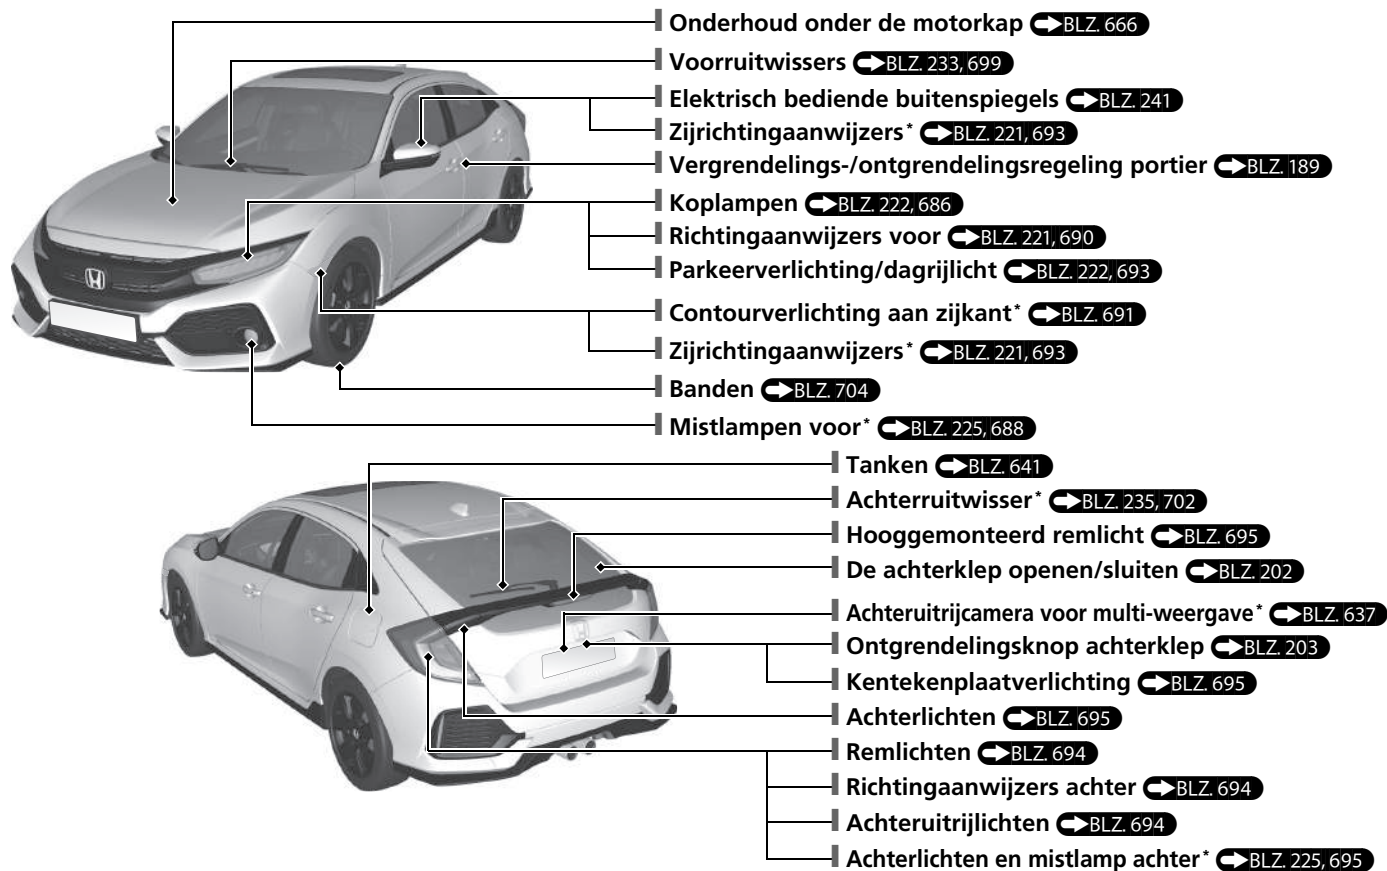 Onderhoud onder de motorkap BLZ. 666
Voorruitwissers BLZ. 233, 699
Elektrisch bediende buitenspiegels BLZ. 241
Zijrichtingaanwijzers* BLZ. 221, 693
Vergrendelings-/ontgrendelingsregeling portier BLZ. 189
Koplampen BLZ. 222, 686
Richtingaanwijzers voor BLZ. 221, 690
Parkeerverlichting/dagrijlicht BLZ. 222, 693
Contourverlichting aan zijkant* BLZ. 691
Zijrichtingaanwijzers* BLZ. 221, 693
Banden BLZ. 704
Mistlampen voor* BLZ. 225, 688
Tanken BLZ. 641
Achterruitwisser* BLZ. 235, 702
Hooggemonteerd remlicht BLZ. 695
De achterklep openen/sluiten BLZ. 202
Achteruitrijcamera voor multi-weergave* BLZ. 637
Ontgrendelingsknop achterklep BLZ. 203
Kentekenplaatverlichting BLZ. 695
Achterlichten BLZ. 695
Remlichten BLZ. 694
Richtingaanwijzers achter BLZ. 694
Achteruitrijlichten BLZ. 694
Achterlichten en mistlamp achter* BLZ. 225, 695